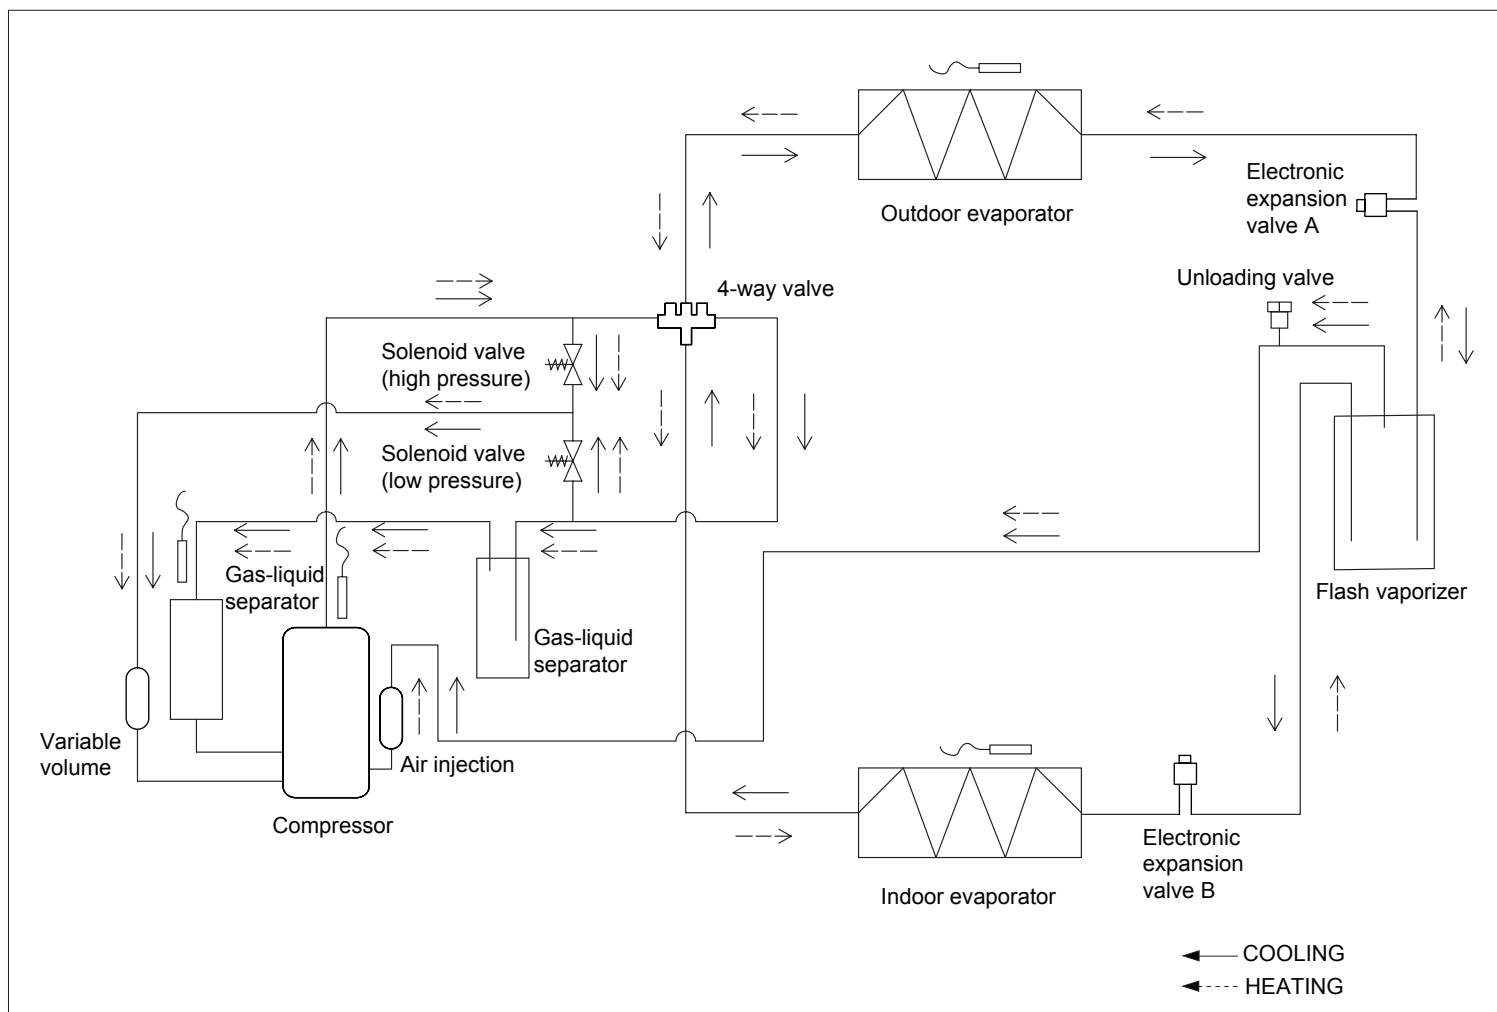 Outdoor evaporator
Electronic
expansion
valve A
Unloading valve
4-way valve
Solenoid valve
(high pressure)
Solenoid valve
(low pressure)
Gas-liquid
separator
Flash vaporizer
Gas-liquid
separator
Variable
volume
Air injection
Compressor
Electronic
expansion
valve B
Indoor evaporator
COOLING
HEATING